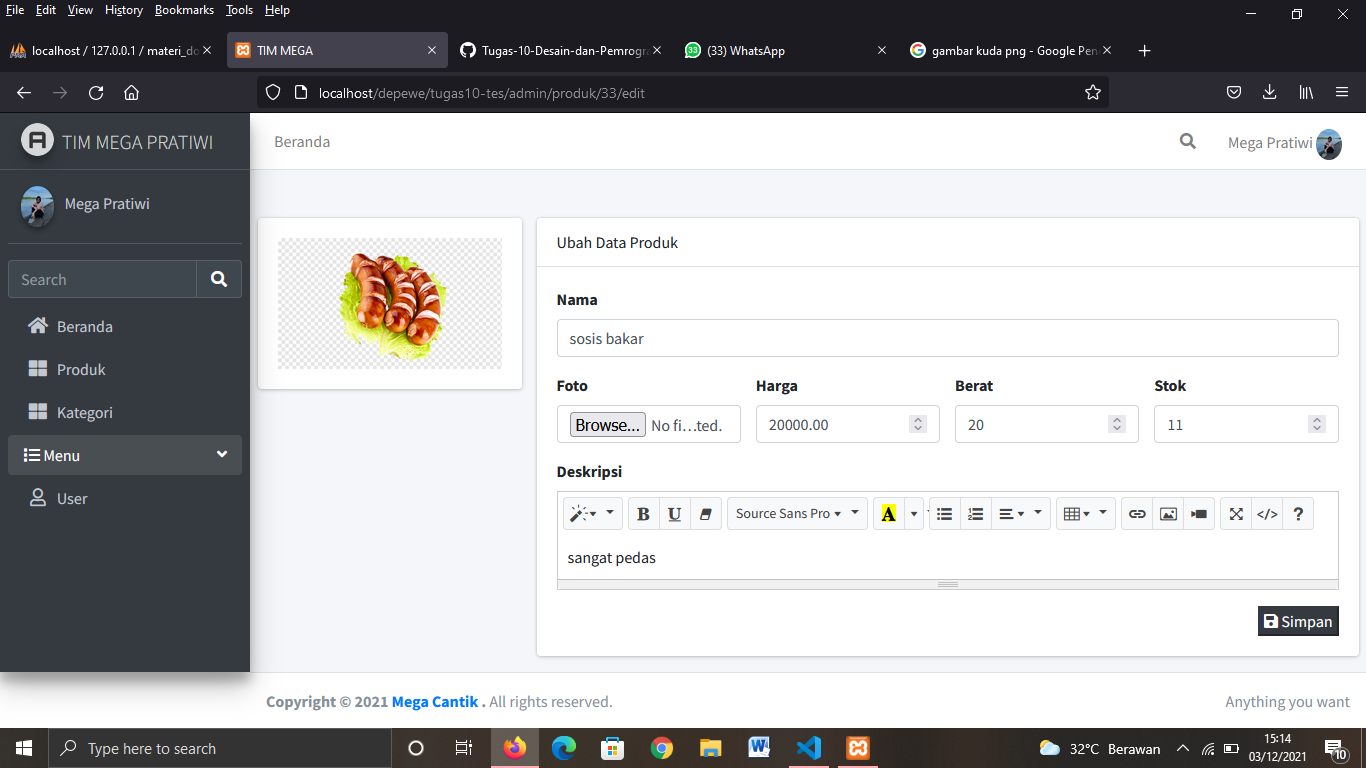 File Edit View History Bookmarks Tools Help
localhost / 127.0.0.1 / materi_do
TIM MEGA
Tugas-10-Desain-dan-Pemrogra
(33) WhatsApp
gambar kuda png - Google Pen
localhost/depewe/tugas10-tes/admin/produk/33/edit
TIM MEGA PRATIWI
Beranda
Mega Pratiwi
Mega Pratiwi
Search
Beranda
Produk
Kategori
Menu
User
Ubah Data Produk
Nama
sosis bakar
Foto Harga Berat Stok
Browse... No fi...ted. 20000.00 20 11
Deskripsi
B U Source Sans Pro A </> ?
sangat pedas
Simpan
Copyright © 2021 Mega Cantik . All rights reserved.
Anything you want
Type here to search
32°C Berawan
15:14
03/12/2021
10